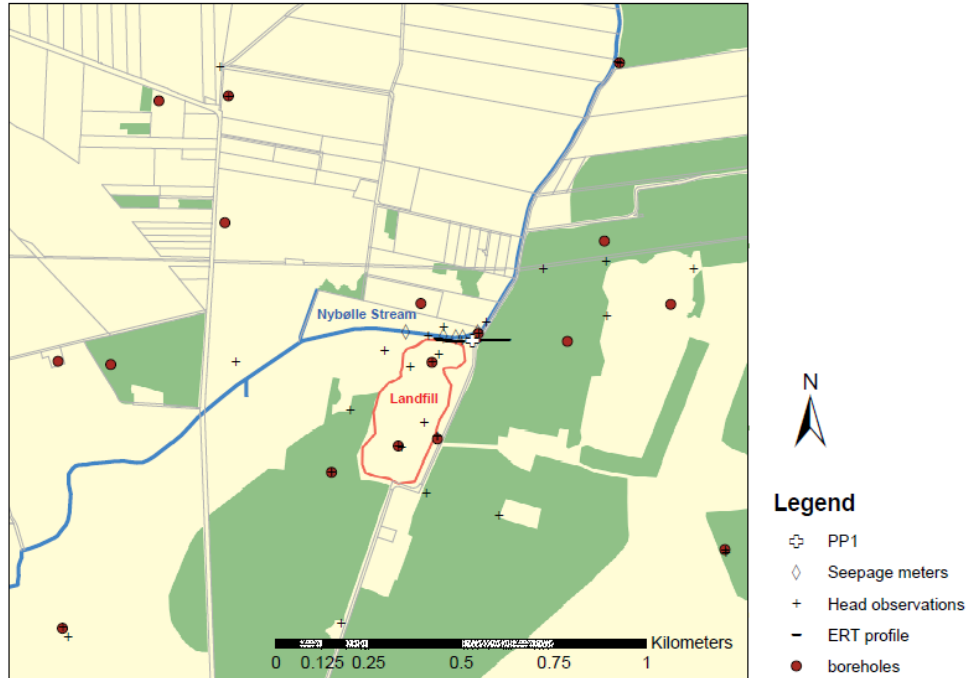 Nybølle Stream
Landfill
N
Legend
PP1
Seepage meters
Head observations
ERT profile
boreholes
Kilometers
0 0.125 0.25 0.5 0.75 1